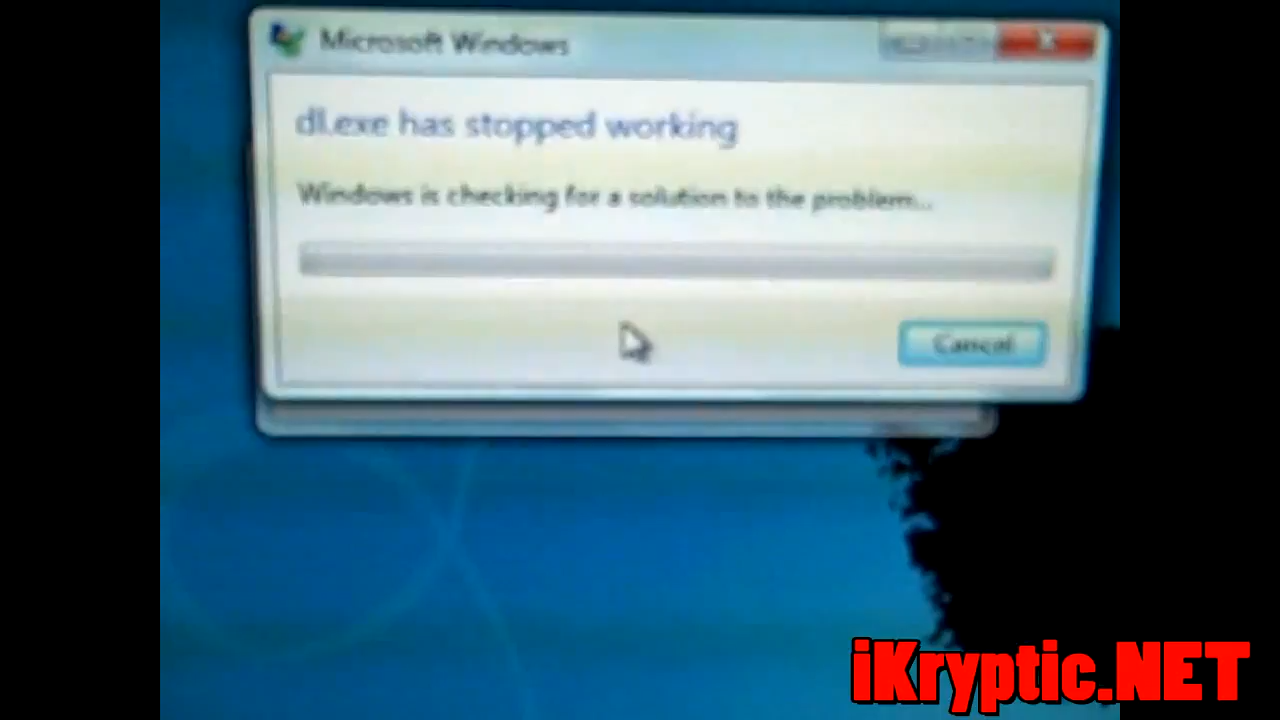 Microsoft Windows
dl.exe has stopped working
Windows is checking for a solution to the problem...
Cancel
iKryptic.NET